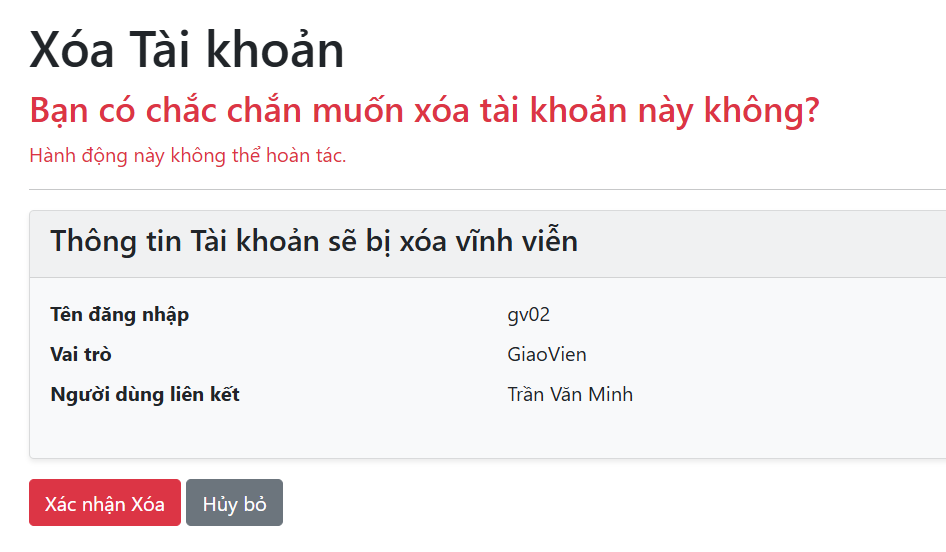 Xóa Tài khoản
Bạn có chắc chắn muốn xóa tài khoản này không?
Hành động này không thể hoàn tác.
Thông tin Tài khoản sẽ bị xóa vĩnh viễn
Tên đăng nhập gv02
Vai trò GiaoVien
Người dùng liên kết Trần Văn Minh
Xác nhận Xóa Hủy bỏ